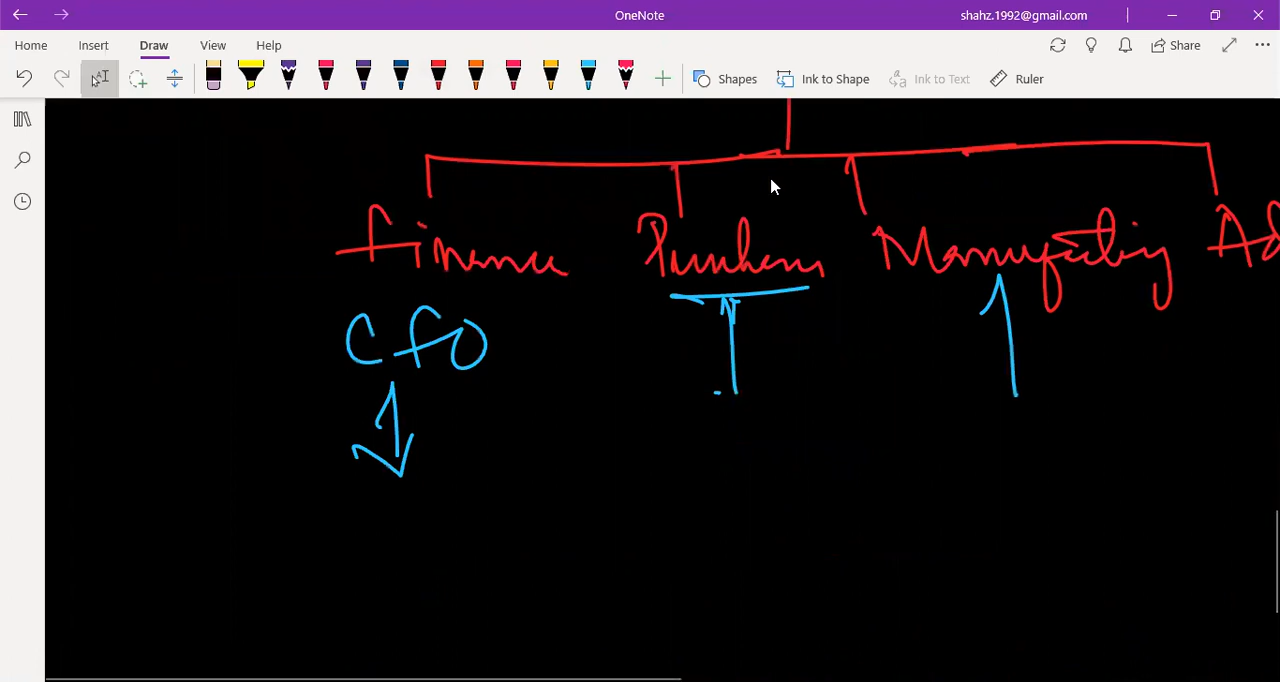 OneNote
shahz.1992@gmail.com
Home Insert Draw View Help
Share
Shapes Ink to Shape Ink to Text Ruler
Finance Purchase Manufacturing Ad
CFO